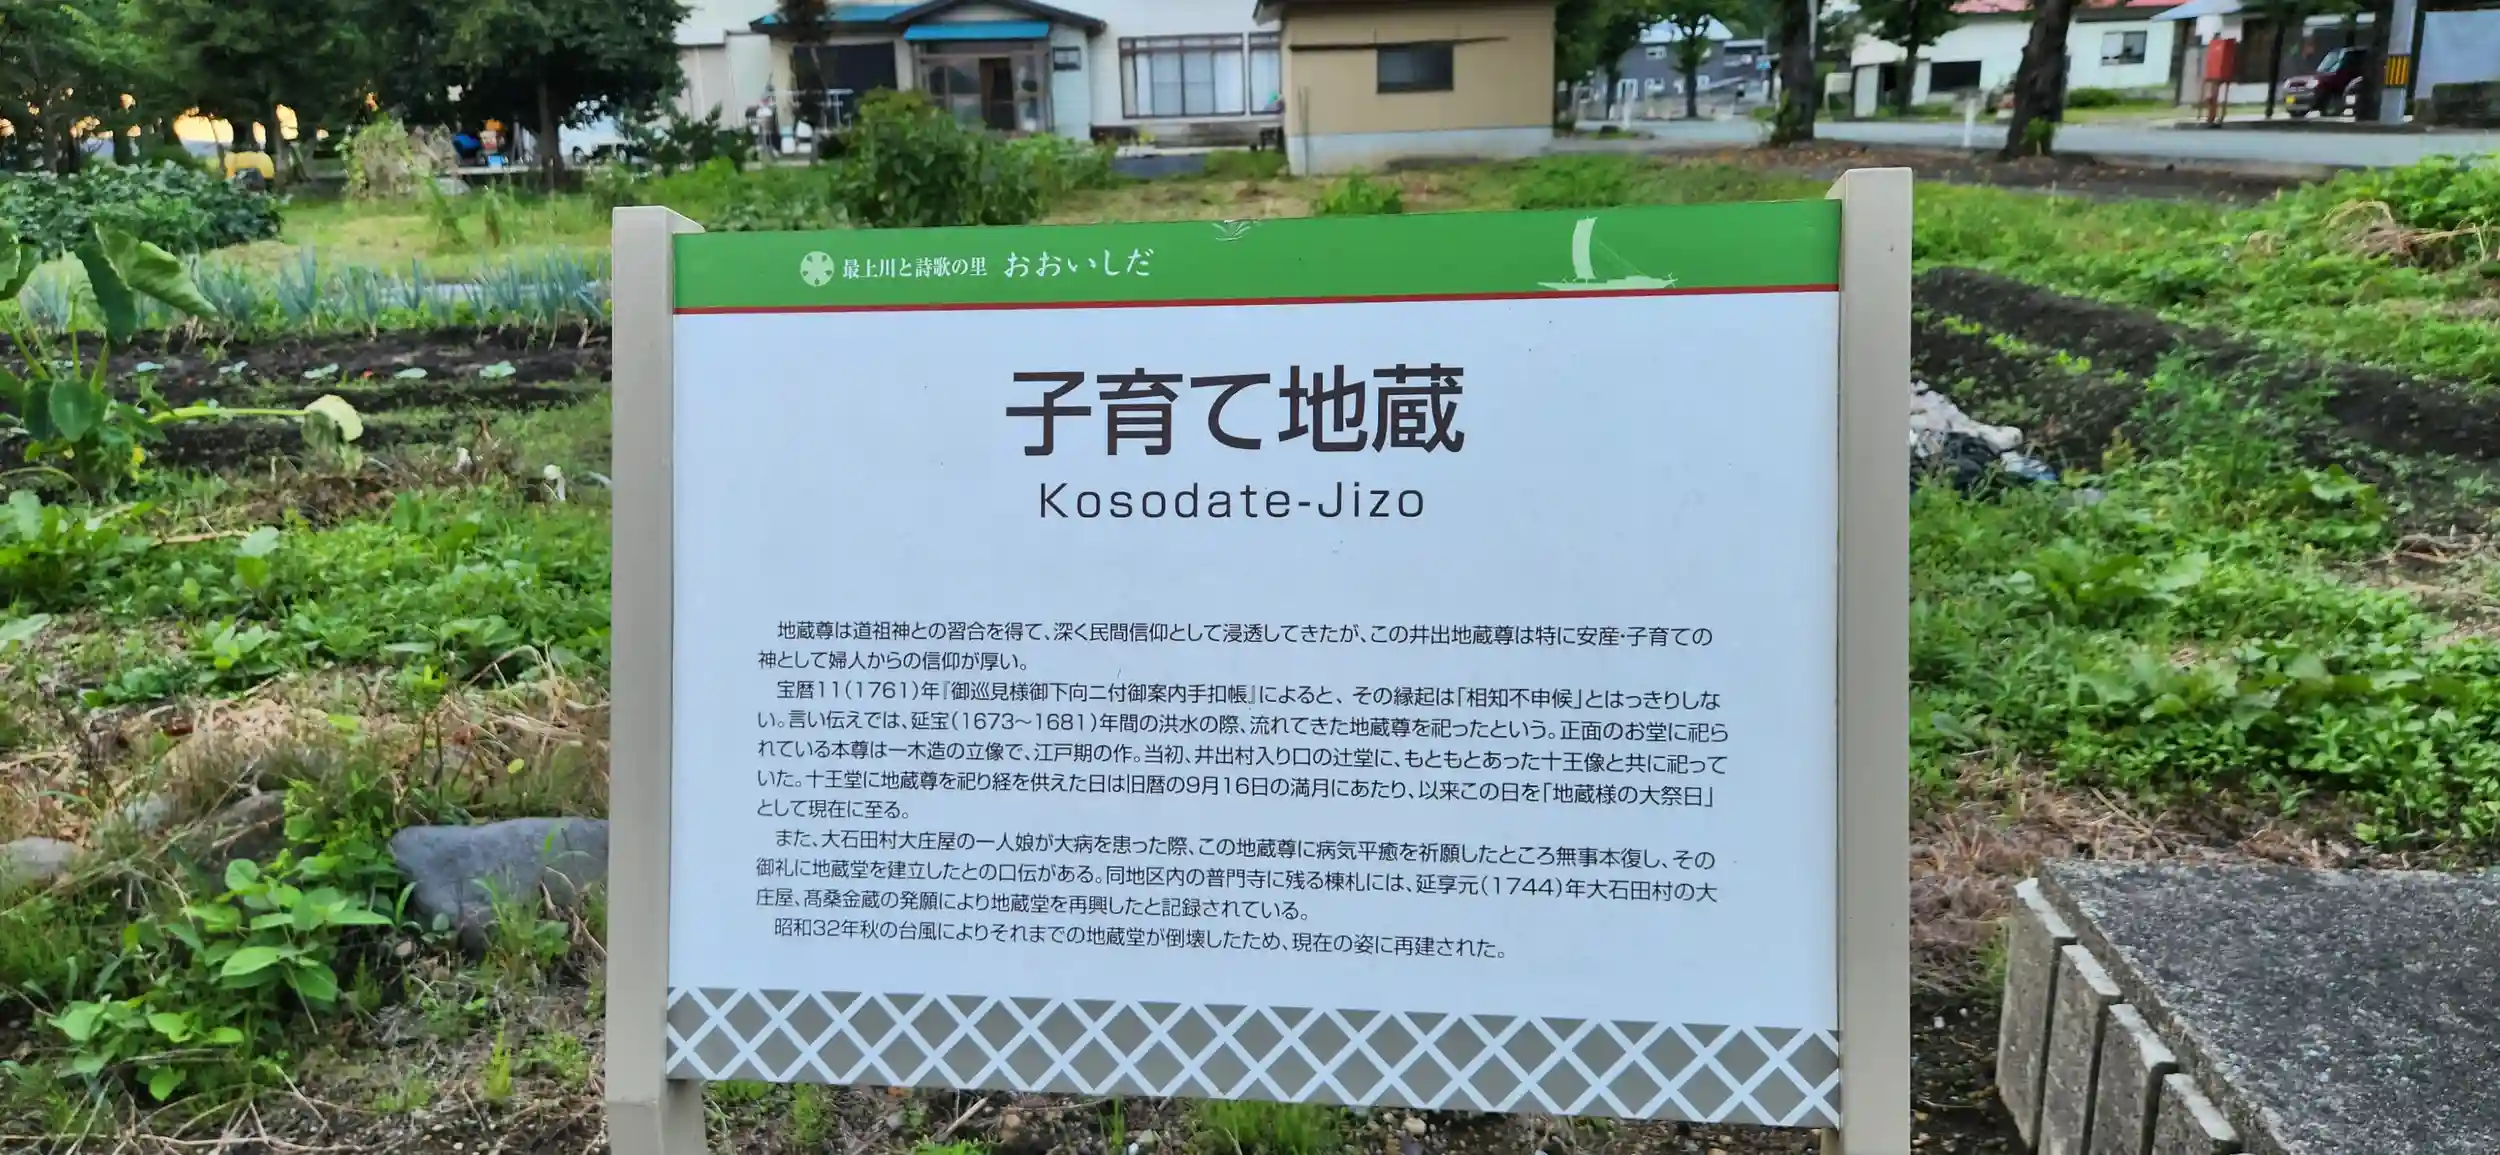 最上川と詩歌の里 おおいしだ
子育て地蔵
Kosodate-Jizo
地蔵尊は道祖神との習合を得て、深く民間信仰として浸透してきたが、この井出地蔵尊は特に安産・子育ての
神として婦人からの信仰が厚い。
宝暦11(1761)年『御巡見様御下向ニ付御案内手扣帳』によると、その縁起は「相知不申候」とはっきりしな
い。言い伝えでは、延宝(1673〜1681)年間の洪水の際、流れてきた地蔵尊を祀ったという。正面のお堂に祀ら
れている本尊は一木造の立像で、江戸期の作。当初、井出村入り口の辻堂に、もともとあった十王像と共に祀って
いた。十王堂に地蔵尊を祀り経を供えた日は旧暦の9月16日の満月にあたり、以来この日を「地蔵様の大祭日」
として現在に至る。
また、大石田村大庄屋の一人娘が大病を患った際、この地蔵尊に病気平癒を祈願したところ無事本復し、その
御礼に地蔵堂を建立したとの口伝がある。同地区内の普門寺に残る棟札には、延享元(1744)年大石田村の大
庄屋、髙桑金蔵の発願により地蔵堂を再興したと記録されている。
昭和32年秋の台風によりそれまでの地蔵堂が倒壊したため、現在の姿に再建された。